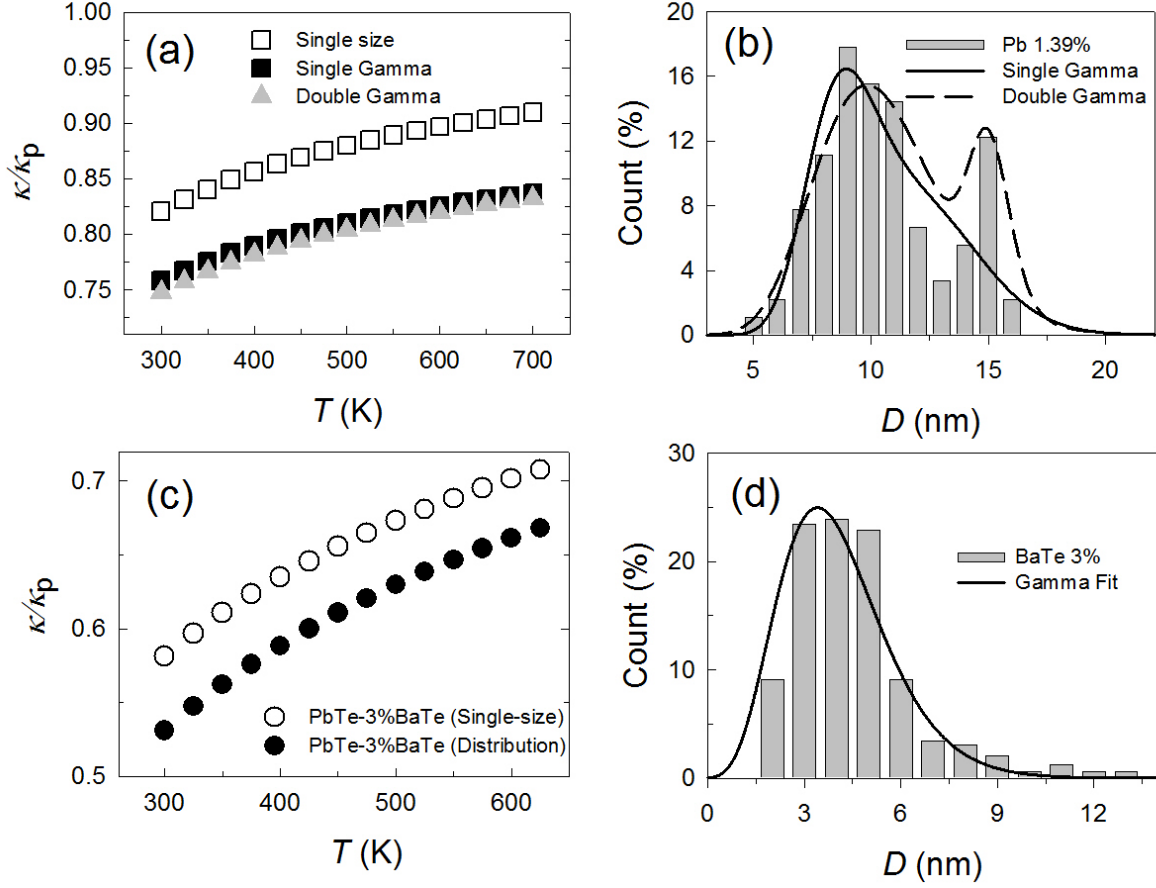 (a)
Single size
Single Gamma
Double Gamma
1.00
0.95
0.90
0.85
0.80
0.75
κ/κp
300 400 500 600 700
T (K)
(b)
Pb 1.39%
Single Gamma
Double Gamma
20
16
12
8
4
0
Count (%)
5 10 15 20
D (nm)
(c)
0.7
0.6
0.5
κ/κp
PbTe-3%BaTe (Single-size)
PbTe-3%BaTe (Distribution)
300 400 500 600
T (K)
(d)
30
20
10
0
Count (%)
BaTe 3%
Gamma Fit
0 3 6 9 12
D (nm)